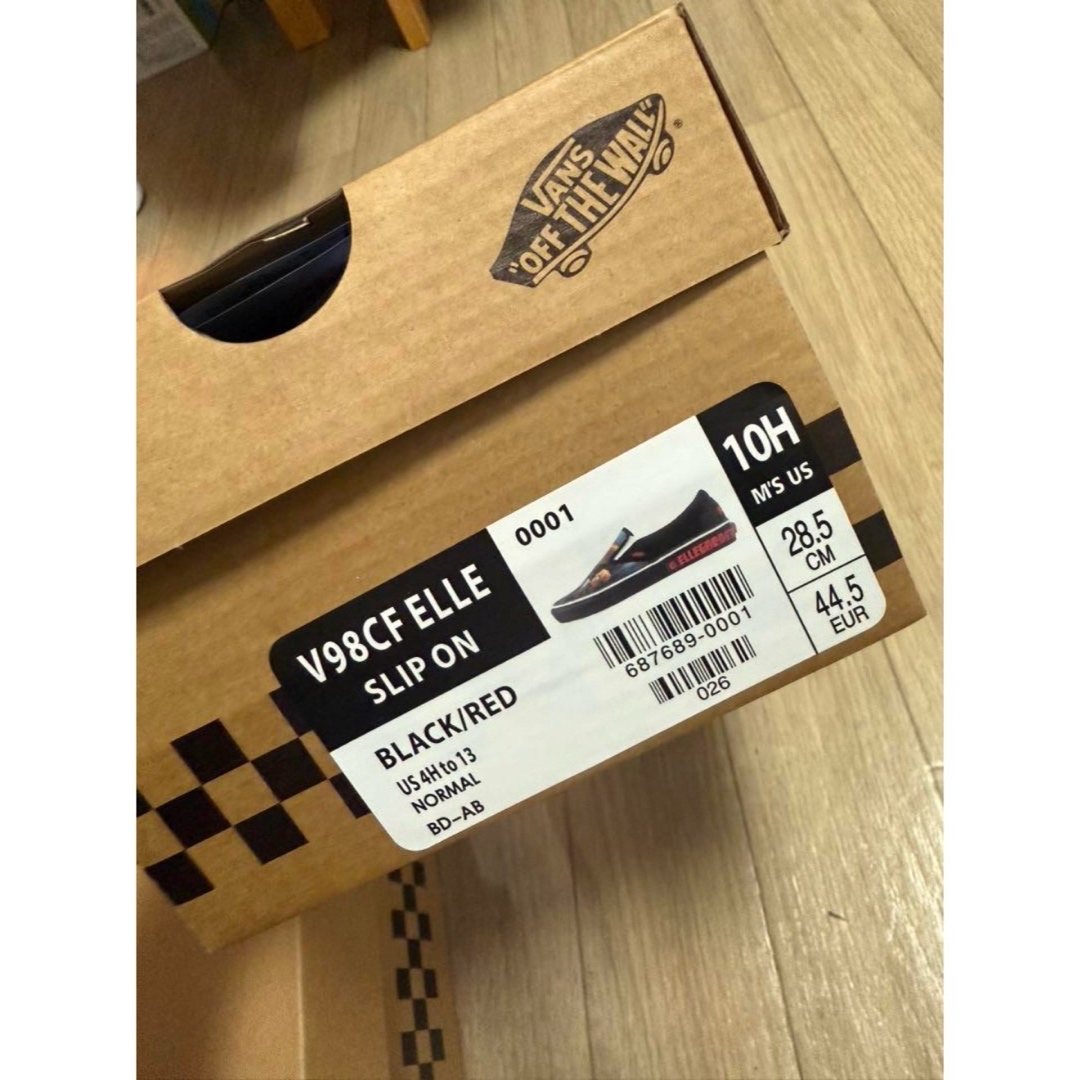 VANS
"OFF THE WALL"
®
V98CF ELLE
SLIP ON
0001
10H
M'S US
28.5
CM
44.5
EUR
687689-0001
026
BLACK/RED
US 4H to 13
NORMAL
BD-AB